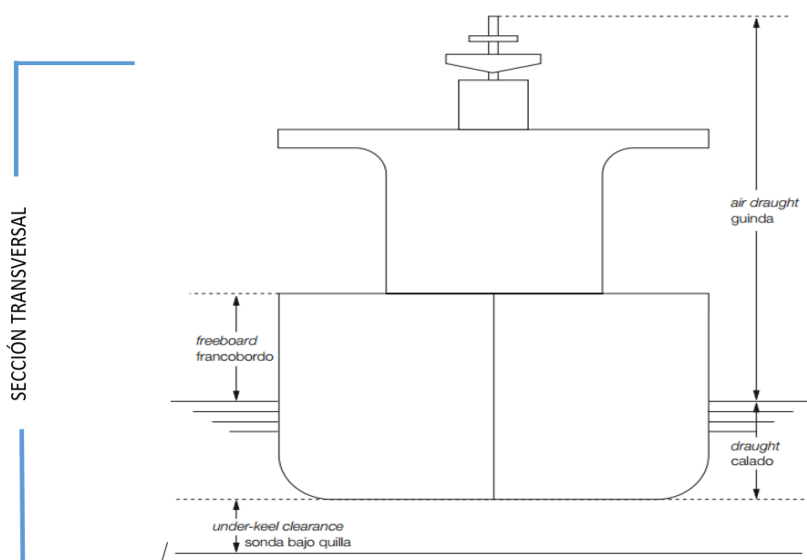 SECCIÓN TRANSVERSAL
air draught
guinda
freeboard
francobordo
draught
calado
under-keel clearance
sonda bajo quilla